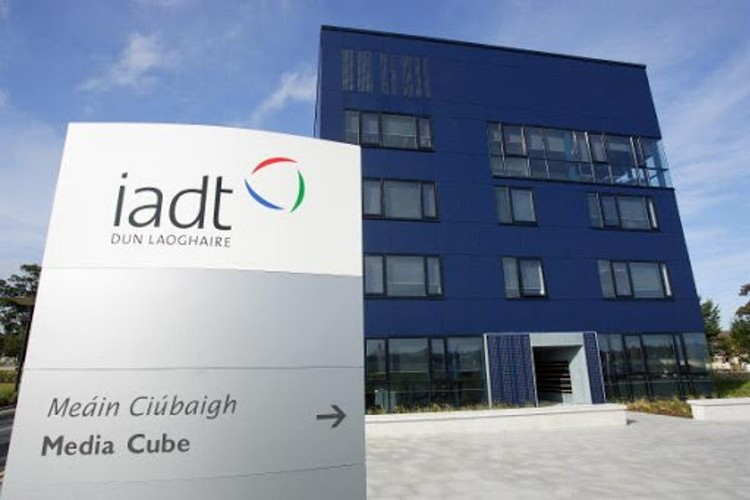 iadt
DUN LAOGHAIRE
Meáin Ciúbaigh
Media Cube